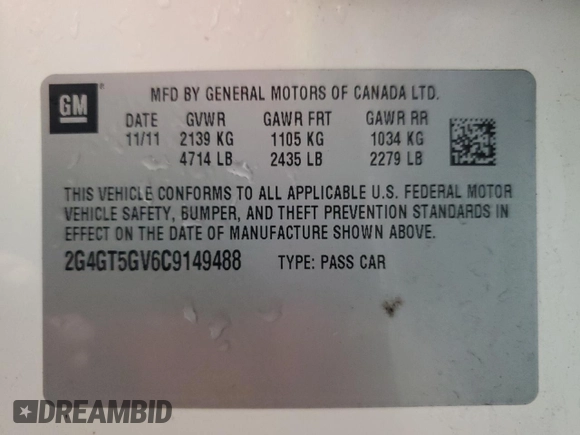 GM
MFD BY GENERAL MOTORS OF CANADA LTD.
DATE GVWR GAWR FRT GAWR RR
11/11 2139 KG 1105 KG 1034 KG
4714 LB 2435 LB 2279 LB
THIS VEHICLE CONFORMS TO ALL APPLICABLE U.S. FEDERAL MOTOR
VEHICLE SAFETY, BUMPER, AND THEFT PREVENTION STANDARDS IN
EFFECT ON THE DATE OF MANUFACTURE SHOWN ABOVE.
2G4GT5GV6C9149488 TYPE: PASS CAR
DREAMBID